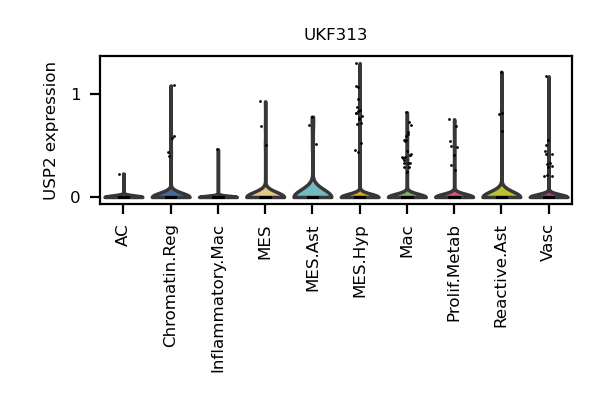 UKF313
USP2 expression
1
0
AC
Chromatin.Reg
Inflammatory.Mac
MES
MES.Ast
MES.Hyp
Mac
Prolif.Metab
Reactive.Ast
Vasc